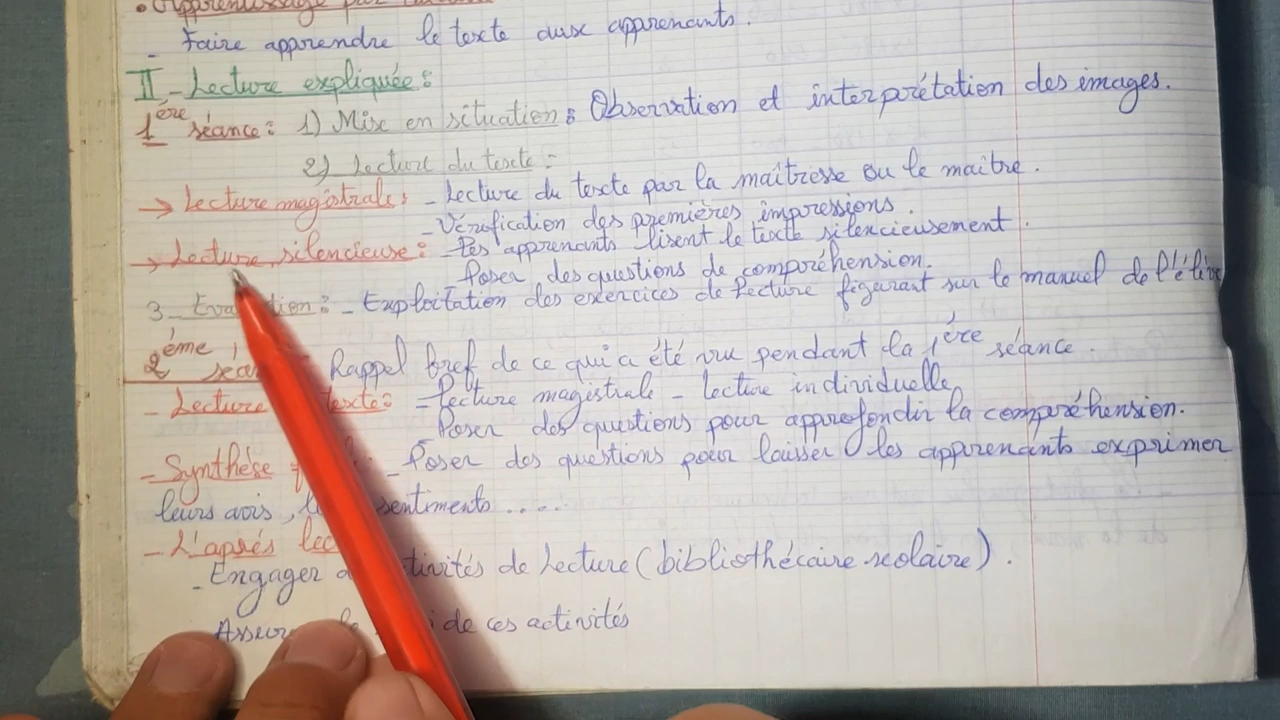 • Apprentissage par
- Faire apprendre le texte aux apprenants.
II - Lecture expliquée :
1ère séance : 1) Mise en situation : Observation et interprétation des images.
2) Lecture du texte :
→ Lecture magistrale : - Lecture du texte par la maîtresse ou le maître.
- Vérification des premières impressions.
→ Lecture silencieuse : - Les apprenants lisent le texte silencieusement.
- Poser des questions de compréhension.
3 - : - Exploitation des exercices de lecture figurant sur le manuel de l'élève
2ème Rappel bref de ce qui a été vu pendant la 1ère séance.
- Lecture texte : - Lecture magistrale - lecture individuelle
- Poser des questions pour approfondir la compréhension.
- Synthèse - Poser des questions pour laisser les apprenants exprimer
leurs avis, sentiments .....
- L'aprés
- Engager de Lecture (bibliothécaire scolaire).
de ces activités